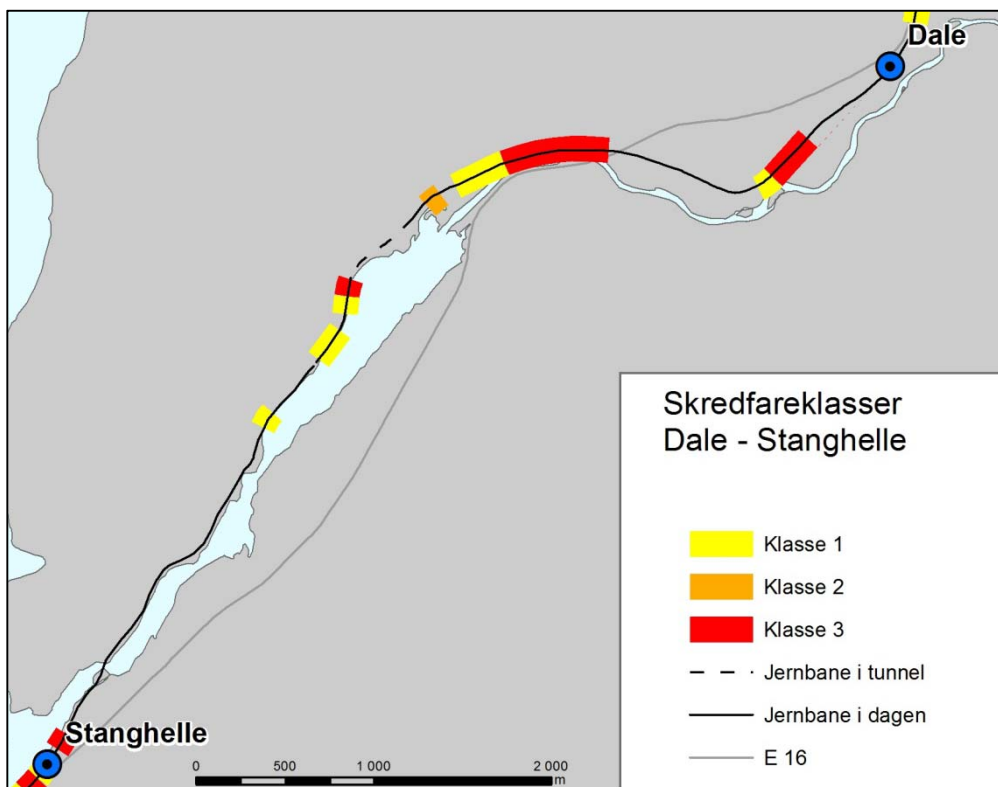 Dale
Stanghelle
0 500 1 000 2 000
m
Skredfareklasser
Dale - Stanghelle
Klasse 1
Klasse 2
Klasse 3
Jernbane i tunnel
Jernbane i dagen
E 16